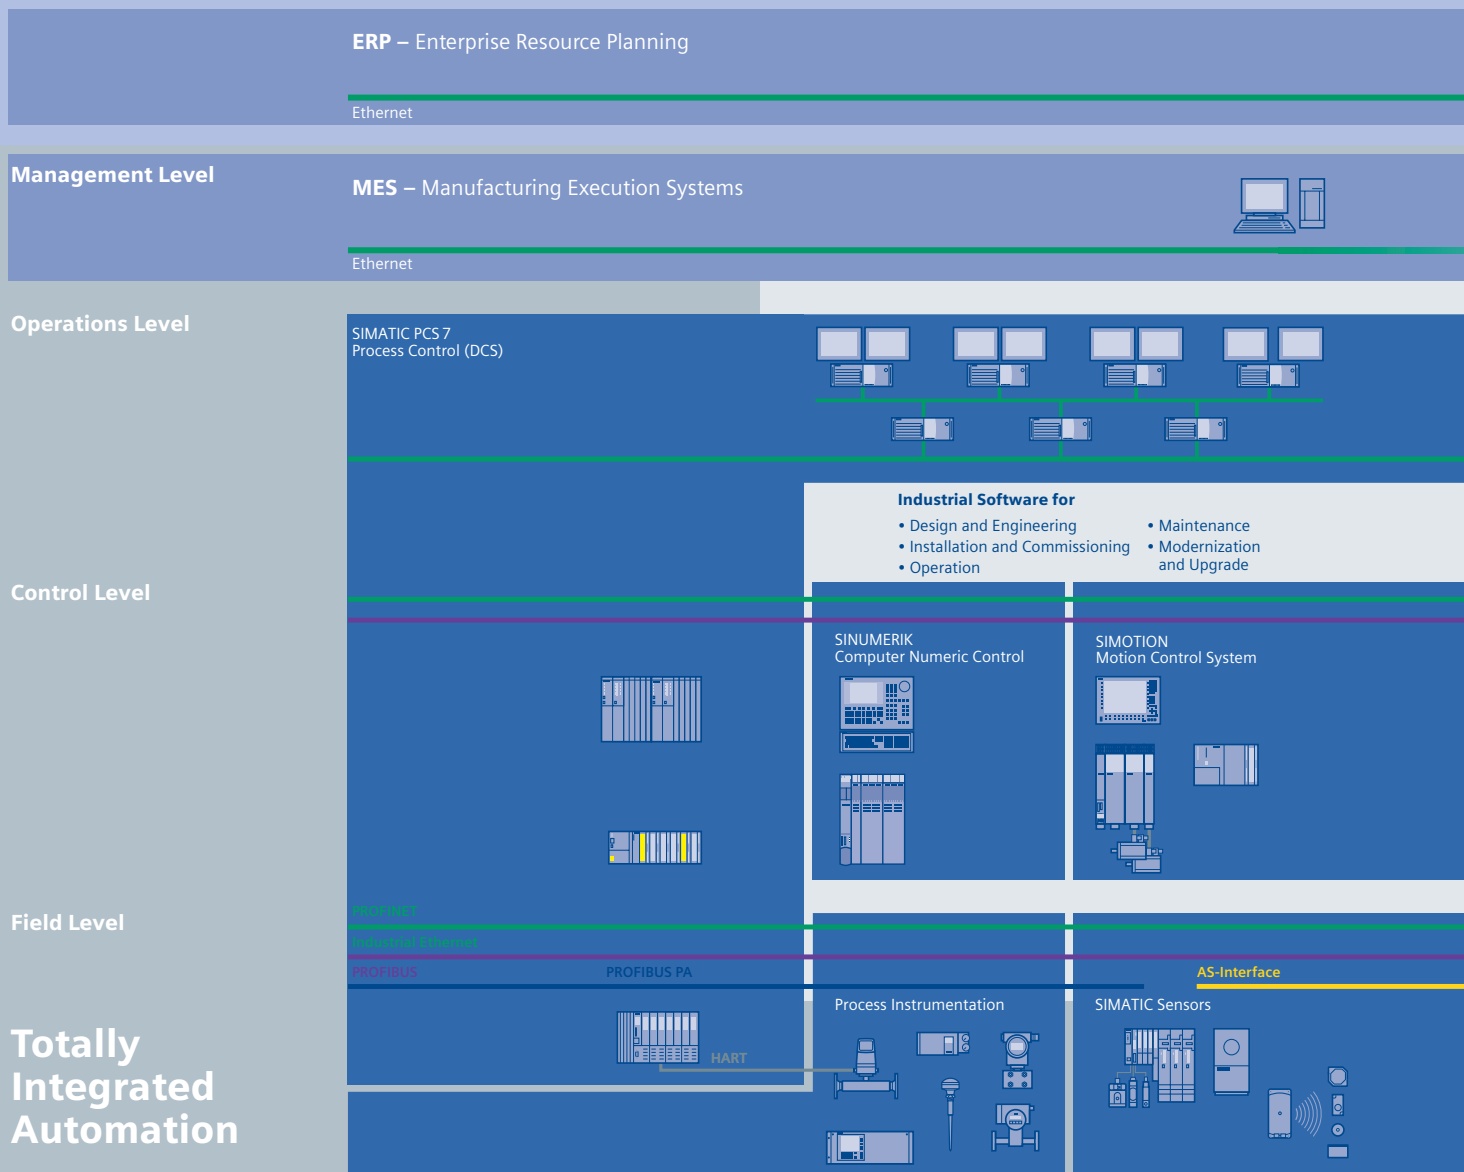 ERP – Enterprise Resource Planning
Ethernet
Management Level
MES – Manufacturing Execution Systems
Ethernet
Operations Level
SIMATIC PCS 7
Process Control (DCS)
Industrial Software for
• Design and Engineering
• Installation and Commissioning
• Operation
• Maintenance
• Modernization
and Upgrade
Control Level
SINUMERIK
Computer Numeric Control
SIMOTION
Motion Control System
Field Level
PROFINET
Industrial Ethernet
PROFIBUS
PROFIBUS PA
AS-Interface
Process Instrumentation
SIMATIC Sensors
HART
Totally
Integrated
Automation